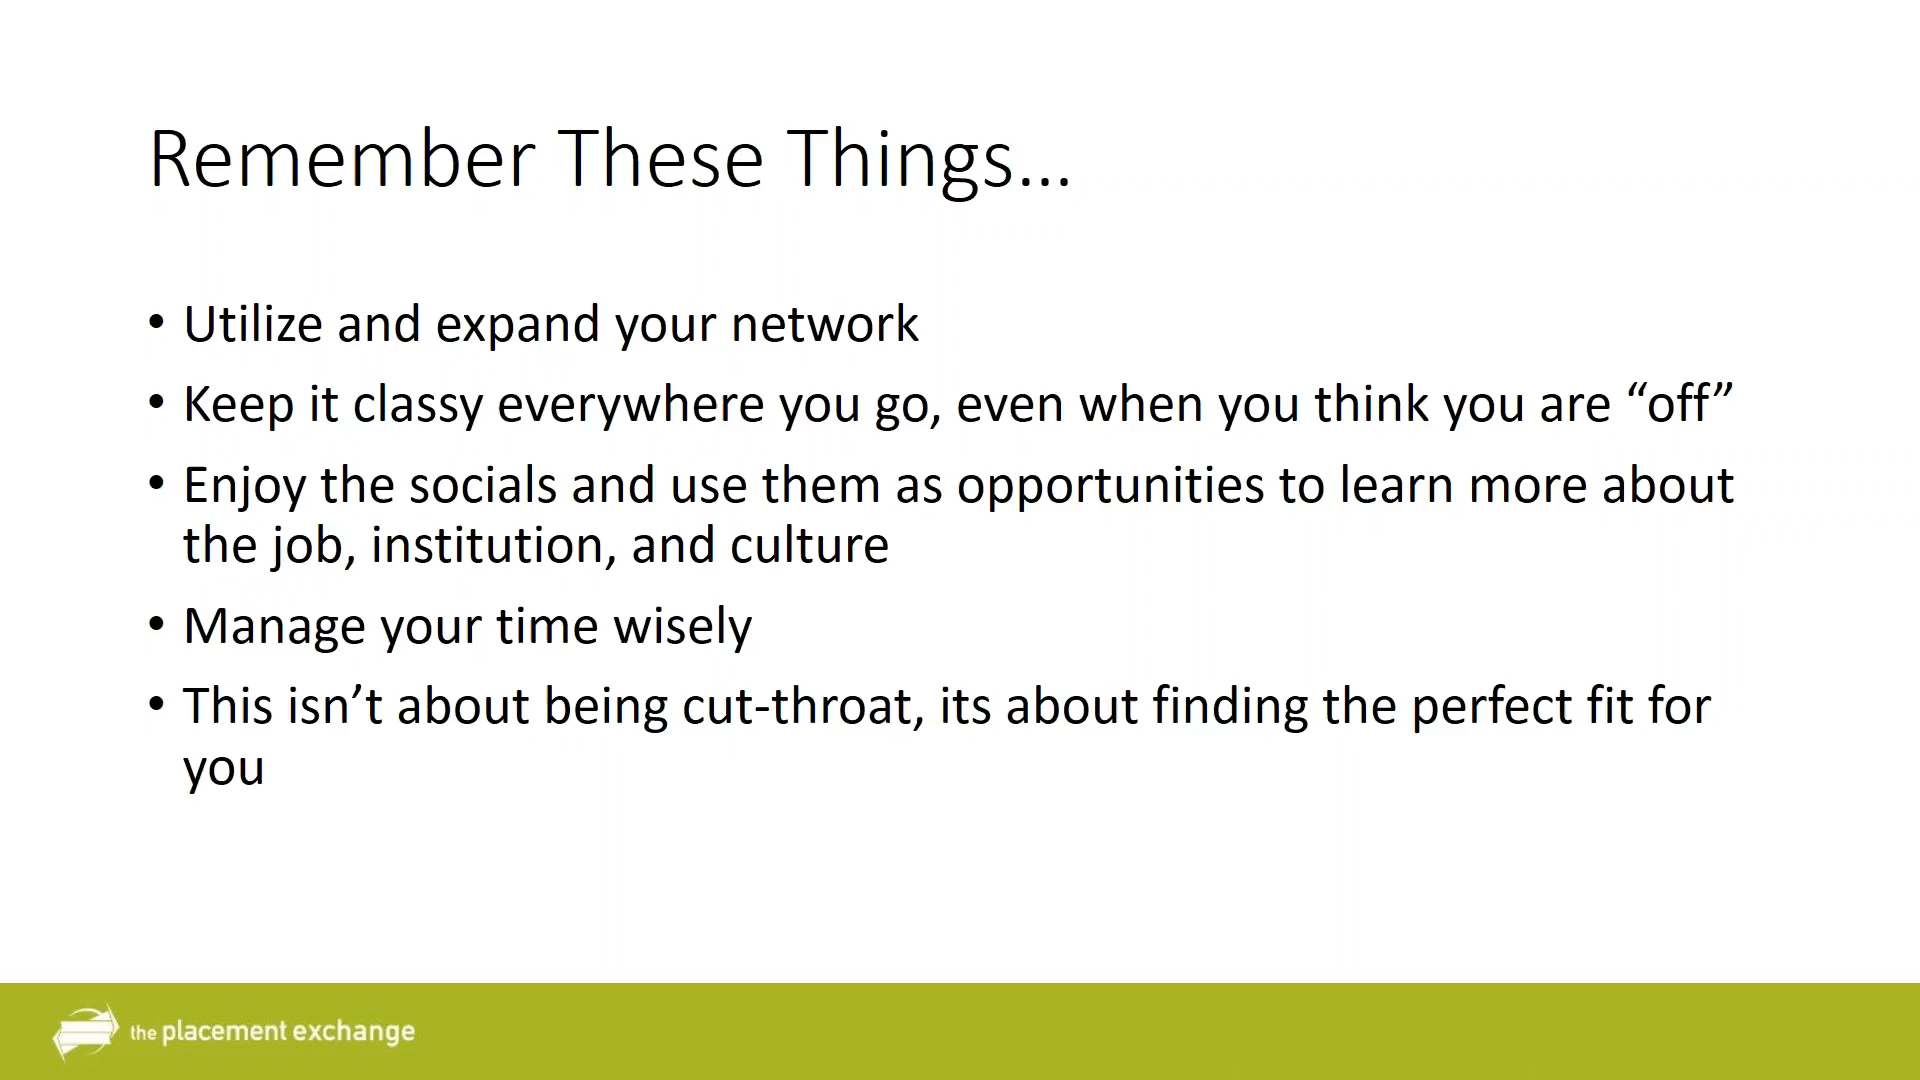 Remember These Things...
• Utilize and expand your network
• Keep it classy everywhere you go, even when you think you are “off”
• Enjoy the socials and use them as opportunities to learn more about
the job, institution, and culture
• Manage your time wisely
• This isn’t about being cut-throat, its about finding the perfect fit for
you
the placement exchange